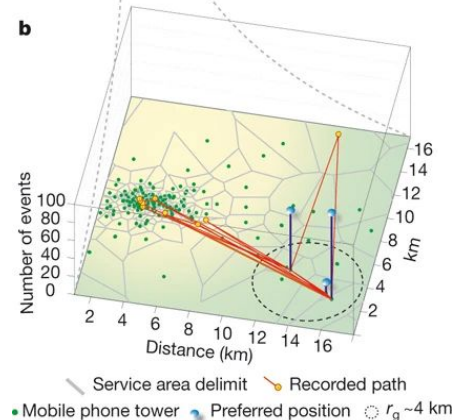 b
Number of events
100
80
60
40
20
0
2 4 6 8 10 12 14 16
Distance (km)
16
14
12
10
8
6
4
2
km
Service area delimit Recorded path
Mobile phone tower Preferred position rg ~4 km